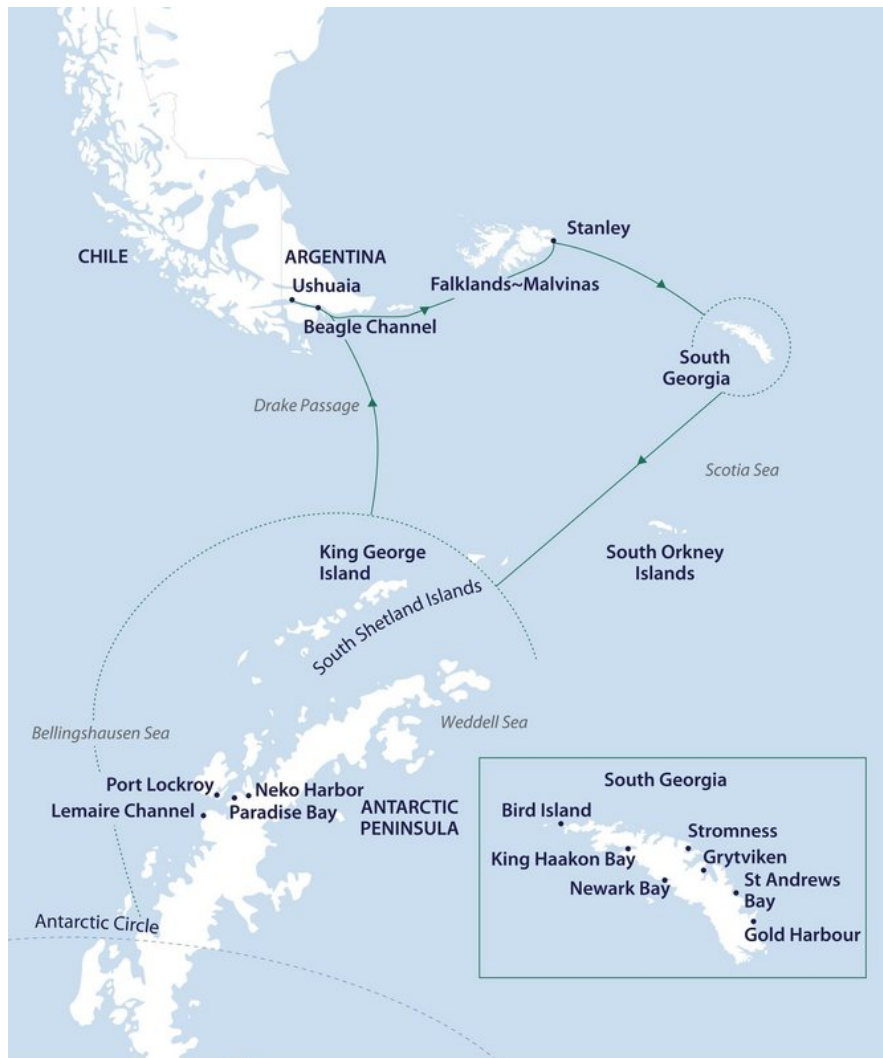 Stanley
CHILE
ARGENTINA
Ushuaia
Falklands~Malvinas
Beagle Channel
South
Georgia
Drake Passage
Scotia Sea
King George
Island
South Orkney
Islands
South Shetland Islands
Bellingshausen Sea
Weddell Sea
Port Lockroy
Neko Harbor
Lemaire Channel
Paradise Bay
ANTARCTIC
PENINSULA
Antarctic Circle
South Georgia
Bird Island
Stromness
King Haakon Bay
Grytviken
Newark Bay
St Andrews
Bay
Gold Harbour